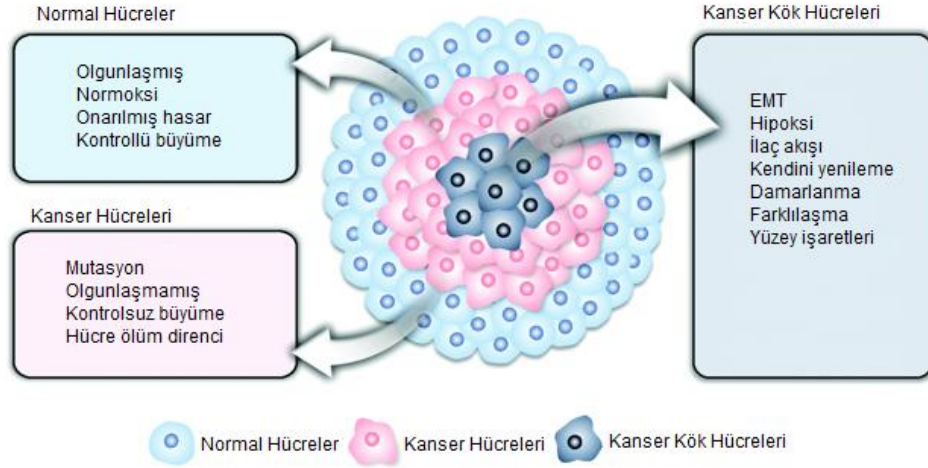 Normal Hücreler
Olgunlaşmış
Normoksi
Onarılmış hasar
Kontrollü büyüme
Kanser Hücreleri
Mutasyon
Olgunlaşmamış
Kontrolsuz büyüme
Hücre ölüm direnci
Kanser Kök Hücreleri
EMT
Hipoksi
İlaç akışı
Kendini yenileme
Damarlanma
Farklılaşma
Yüzey işaretleri
Normal Hücreler
Kanser Hücreleri
Kanser Kök Hücreleri